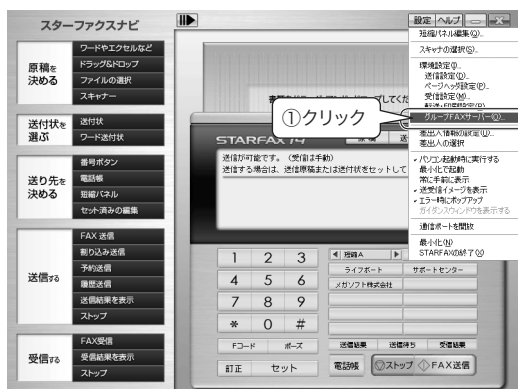 スターファクスナビ
設定 ヘルプ
原稿を
決める
ワードやエクセルなど
ドラッグ&ドロップ
ファイルの選択
スキャナー
送付状を
選ぶ
送付状
ワード送付状
送り先を
決める
番号ボタン
電話帳
短縮パネル
セット済みの編集
送信する
FAX 送信
割り込み送信
予約送信
履歴送信
送信結果を表示
ストップ
受信する
FAX受信
受信結果を表示
ストップ
短縮パネル編集(Q)...
スキャナの選択(S)...
環境設定(I)...
送信設定(D)...
ページヘッダ設定(P)...
受信設定(M)...
グループFAXサーバー(O)...
差出人情報の設定(U)...
差出人の選択
パソコン起動時に実行する
最小化で起動
常に手前に表示
送受信イメージを表示
エラー時にポップアップ
ガイダンスウィンドウを表示する
通信ポートを開放
最小化(N)
STARFAXの終了(X)
①クリック
STARFAX 14
送信が可能です。 (受信は手動)
送信する場合は、送信原稿または送付状をセットして
1 2 3
4 5 6
7 8 9
* 0 #
Fコード ポーズ
訂正 セット
短縮A
ライフボート サポートセンター
メガソフト株式会社
送信結果 送信待ち 受信結果
電話帳 ストップ FAX送信